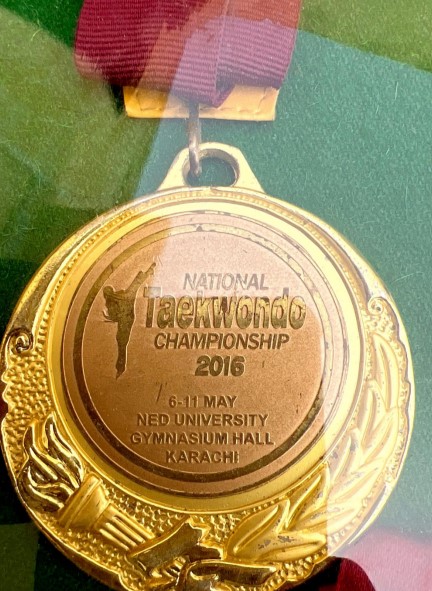 NATIONAL
Taekwondo
CHAMPIONSHIP
2016
6-11 MAY
NED UNIVERSITY
GYMNASIUM HALL
KARACHI